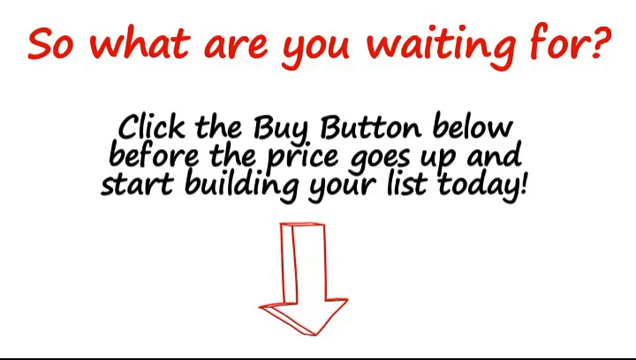 So what are you waiting for?
Click the Buy Button below
before the price goes up and
start building your list today!